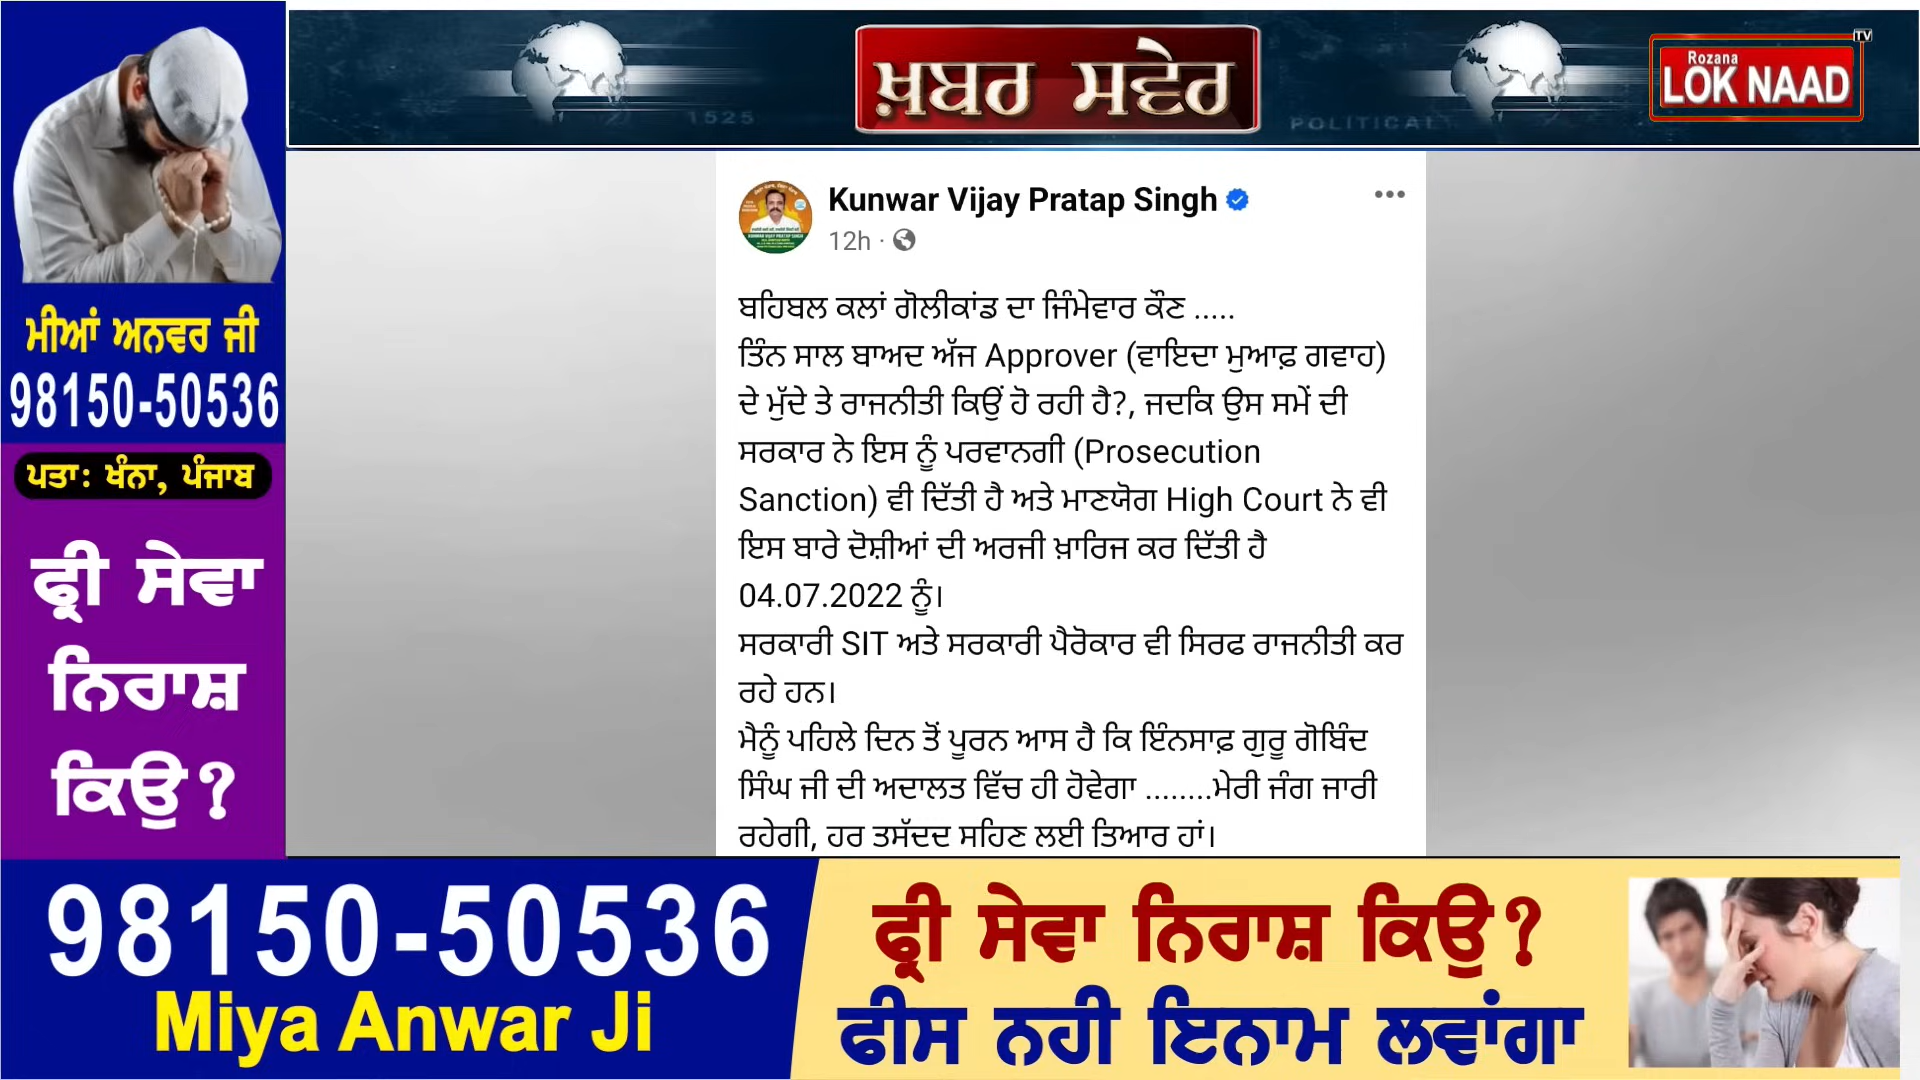 ਖ਼ਬਰ ਸਵੇਰ
Rozana
LOK NAAD
TV
1525
POLITICAL
ਮੀਆਂ ਅਨਵਰ ਜੀ
98150-50536
ਪਤਾ: ਖੰਨਾ, ਪੰਜਾਬ
ਫ੍ਰੀ ਸੇਵਾ
ਨਿਰਾਸ਼
ਕਿਉ?
Kunwar Vijay Pratap Singh
12h ·
ਬਹਿਬਲ ਕਲਾਂ ਗੋਲੀਕਾਂਡ ਦਾ ਜਿੰਮੇਵਾਰ ਕੌਣ .....
ਤਿੰਨ ਸਾਲ ਬਾਅਦ ਅੱਜ Approver (ਵਾਇਦਾ ਮੁਆਫ਼ ਗਵਾਹ)
ਦੇ ਮੁੱਦੇ ਤੇ ਰਾਜਨੀਤੀ ਕਿਉਂ ਹੋ ਰਹੀ ਹੈ?, ਜਦਕਿ ਉਸ ਸਮੇਂ ਦੀ
ਸਰਕਾਰ ਨੇ ਇਸ ਨੂੰ ਪਰਵਾਨਗੀ (Prosecution
Sanction) ਵੀ ਦਿੱਤੀ ਹੈ ਅਤੇ ਮਾਣਯੋਗ High Court ਨੇ ਵੀ
ਇਸ ਬਾਰੇ ਦੋਸ਼ੀਆਂ ਦੀ ਅਰਜੀ ਖ਼ਾਰਿਜ ਕਰ ਦਿੱਤੀ ਹੈ
04.07.2022 ਨੂੰ।
ਸਰਕਾਰੀ SIT ਅਤੇ ਸਰਕਾਰੀ ਪੈਰੋਕਾਰ ਵੀ ਸਿਰਫ ਰਾਜਨੀਤੀ ਕਰ
ਰਹੇ ਹਨ।
ਮੈਨੂੰ ਪਹਿਲੇ ਦਿਨ ਤੋਂ ਪੂਰਨ ਆਸ ਹੈ ਕਿ ਇੰਨਸਾਫ਼ ਗੁਰੂ ਗੋਬਿੰਦ
ਸਿੰਘ ਜੀ ਦੀ ਅਦਾਲਤ ਵਿੱਚ ਹੀ ਹੋਵੇਗਾ ........ਮੇਰੀ ਜੰਗ ਜਾਰੀ
ਰਹੇਗੀ, ਹਰ ਤਸੱਦਦ ਸਹਿਣ ਲਈ ਤਿਆਰ ਹਾਂ।
98150-50536
Miya Anwar Ji
ਫ੍ਰੀ ਸੇਵਾ ਨਿਰਾਸ਼ ਕਿਉ?
ਫੀਸ ਨਹੀ ਇਨਾਮ ਲਵਾਂਗਾ